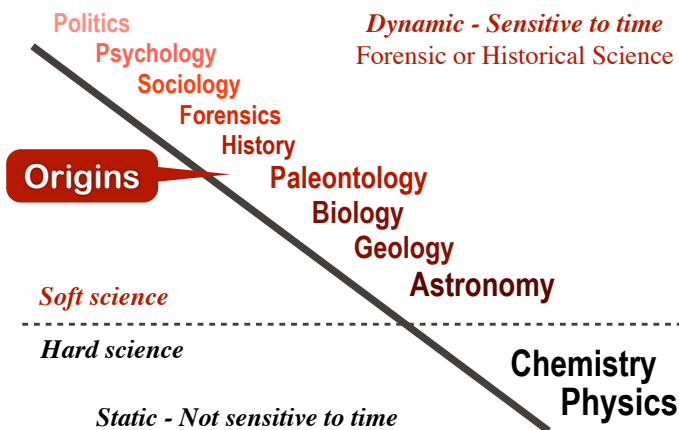 Politics
Dynamic - Sensitive to time
Psychology
Forensic or Historical Science
Sociology
Forensics
History
Origins
Paleontology
Biology
Geology
Astronomy
Soft science
Hard science
Chemistry
Physics
Static - Not sensitive to time